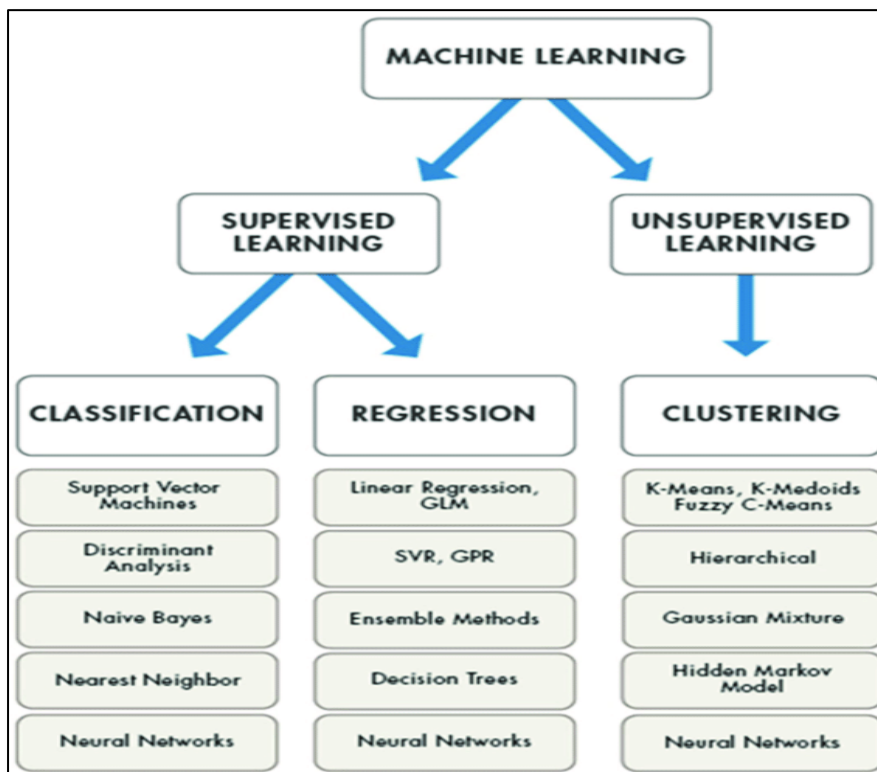 MACHINE LEARNING
SUPERVISED
LEARNING
UNSUPERVISED
LEARNING
CLASSIFICATION
Support Vector
Machines
Discriminant
Analysis
Naive Bayes
Nearest Neighbor
Neural Networks
REGRESSION
Linear Regression,
GLM
SVR, GPR
Ensemble Methods
Decision Trees
Neural Networks
CLUSTERING
K-Means, K-Medoids
Fuzzy C-Means
Hierarchical
Gaussian Mixture
Hidden Markov
Model
Neural Networks